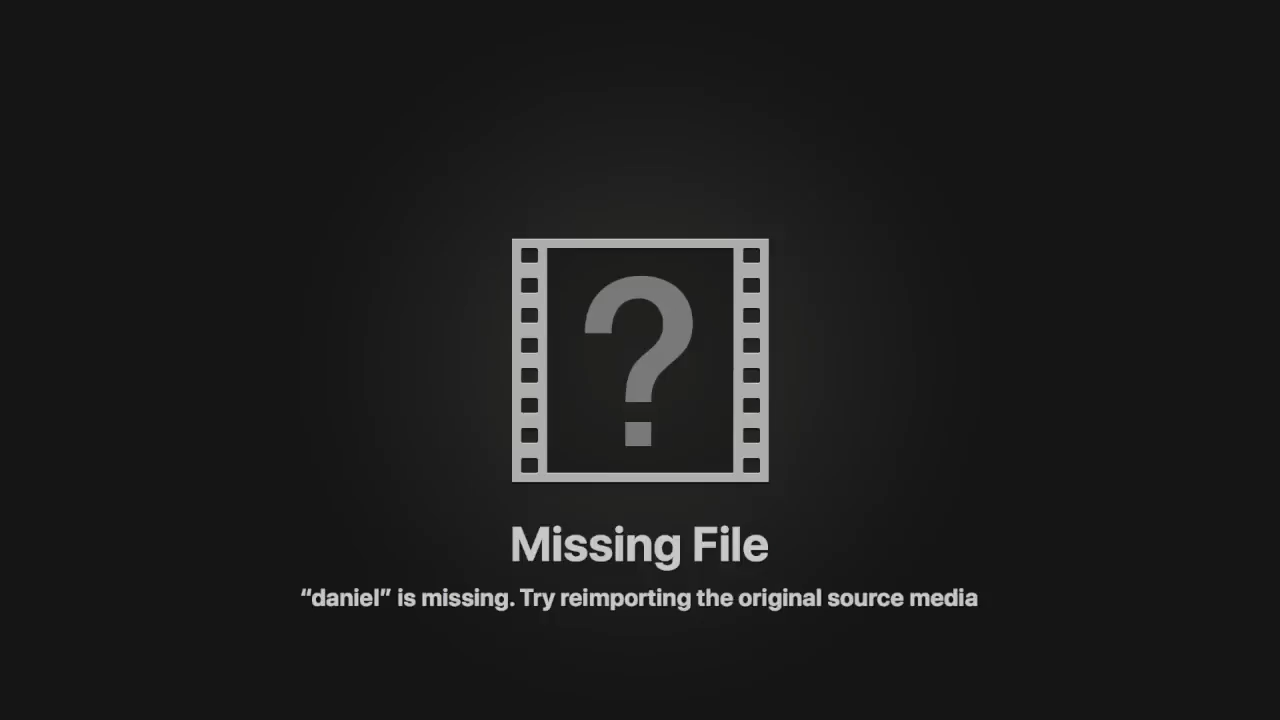 ?
Missing File
“daniel” is missing. Try reimporting the original source media